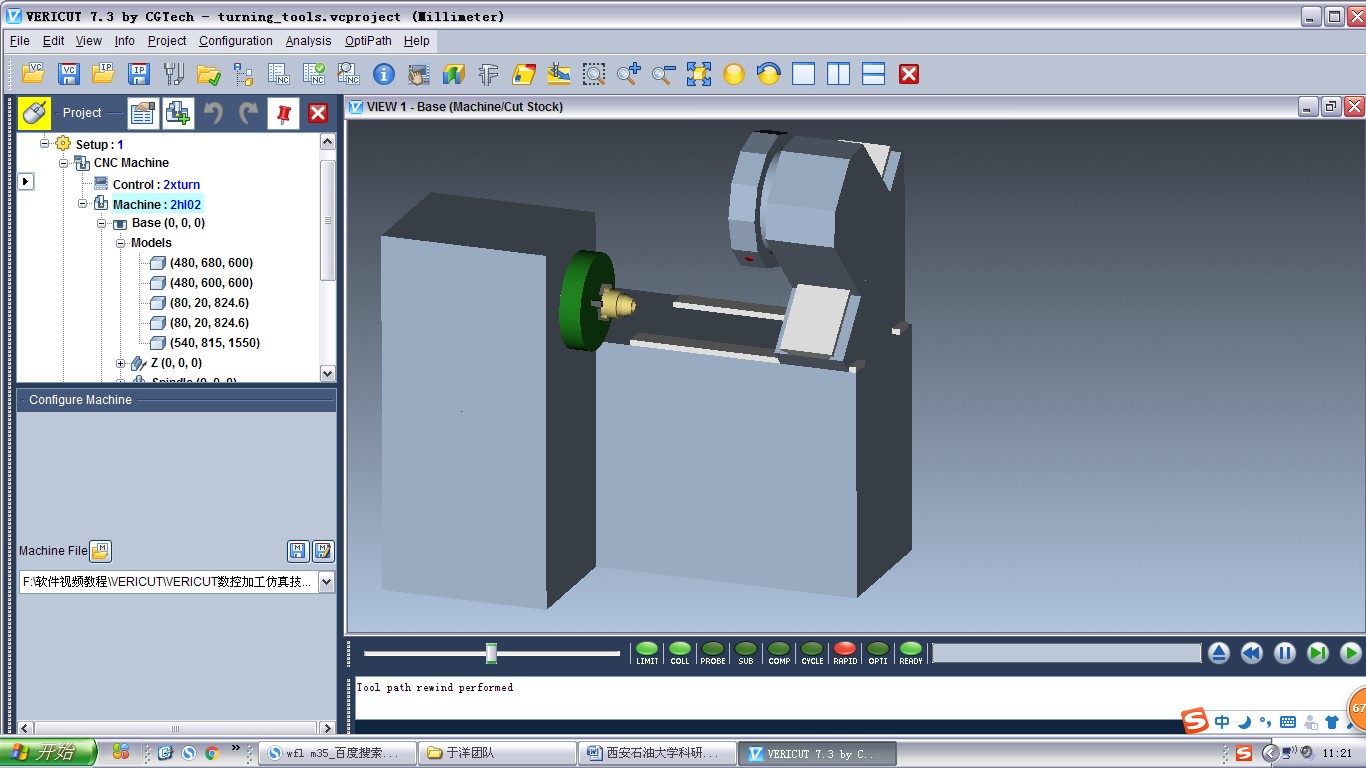 VERICUT 7.3 by CGTech - turning_tools.vcproject (Millimeter)
File Edit View Info Project Configuration Analysis OptiPath Help
Project
VIEW 1 - Base (Machine/Cut Stock)
Setup : 1
CNC Machine
Control : 2xturn
Machine : 2hl02
Base (0, 0, 0)
Models
(480, 680, 600)
(480, 600, 600)
(80, 20, 824.6)
(80, 20, 824.6)
(540, 815, 1550)
Z (0, 0, 0)
Spindle (0, 0, 0)
Configure Machine
Machine File
F:\软件视频教程\VERICUT\VERICUT数控加工仿真技...
LIMIT COLL PROBE SUB COMP CYCLE RAPID OPTI READY
Tool path rewind performed
中
67
开始
wfl m35_百度搜索...
于洋团队
西安石油大学科研...
VERICUT 7.3 by C...
11:21